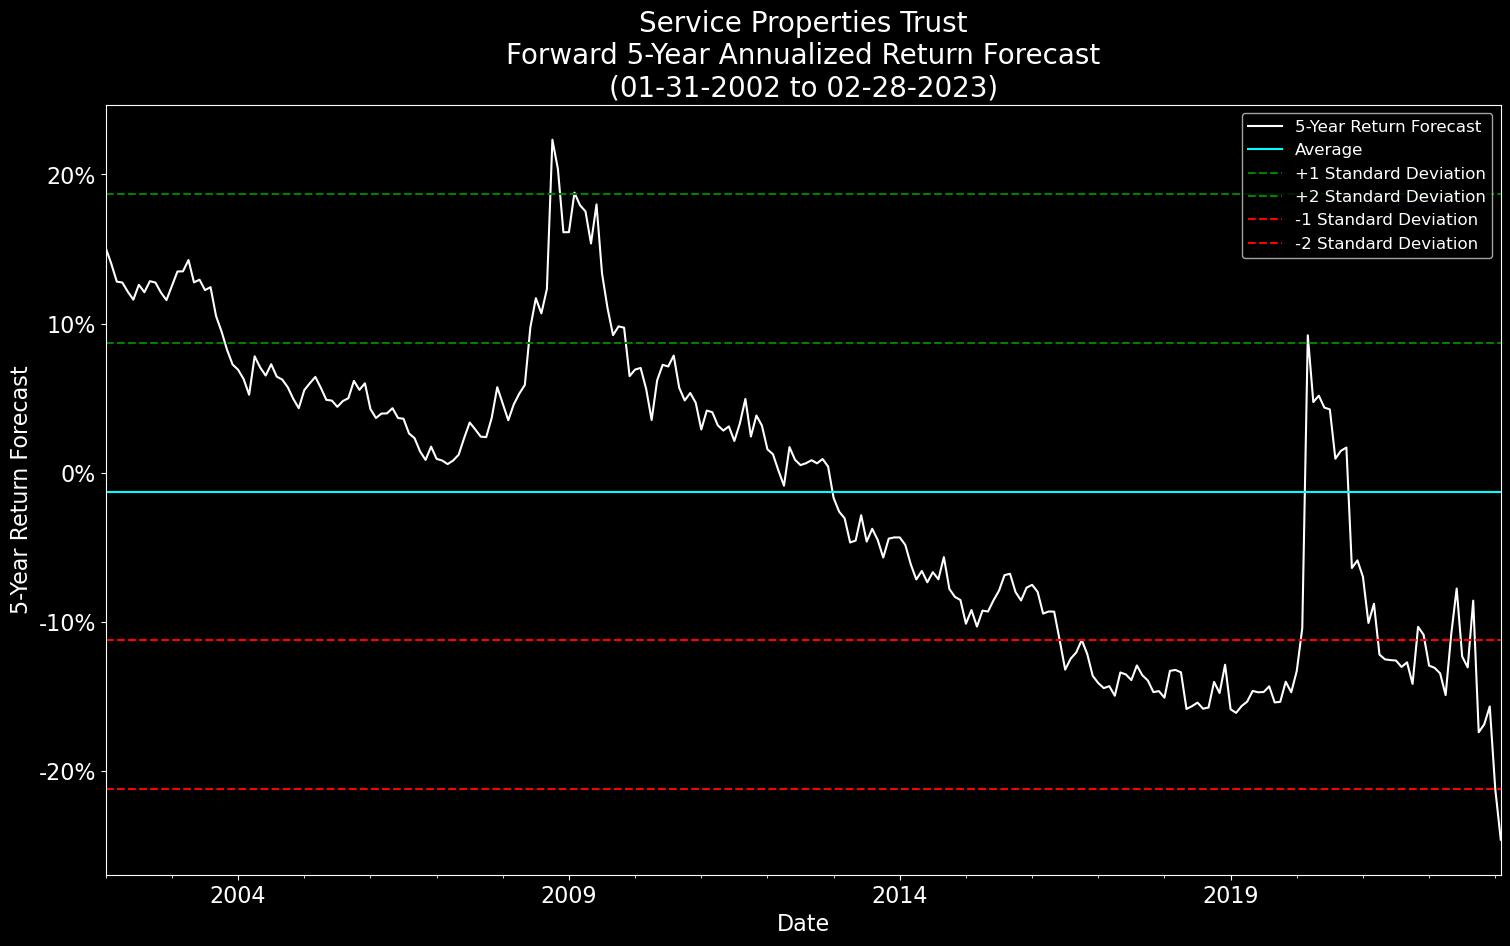 Service Properties Trust
Forward 5-Year Annualized Return Forecast
(01-31-2002 to 02-28-2023)
5-Year Return Forecast
Average
+1 Standard Deviation
+2 Standard Deviation
-1 Standard Deviation
-2 Standard Deviation
20%
10%
0%
-10%
-20%
5-Year Return Forecast
2004
2009
2014
2019
Date